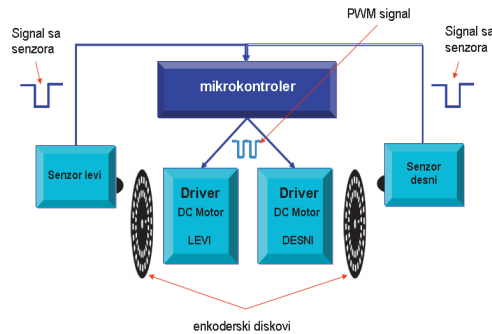 PWM signal
Signal sa
senzora
Signal sa
senzora
mikrokontroler
Senzor levi
Driver
DC Motor
LEVI
Driver
DC Motor
DESNI
Senzor
desni
enkoderski diskovi